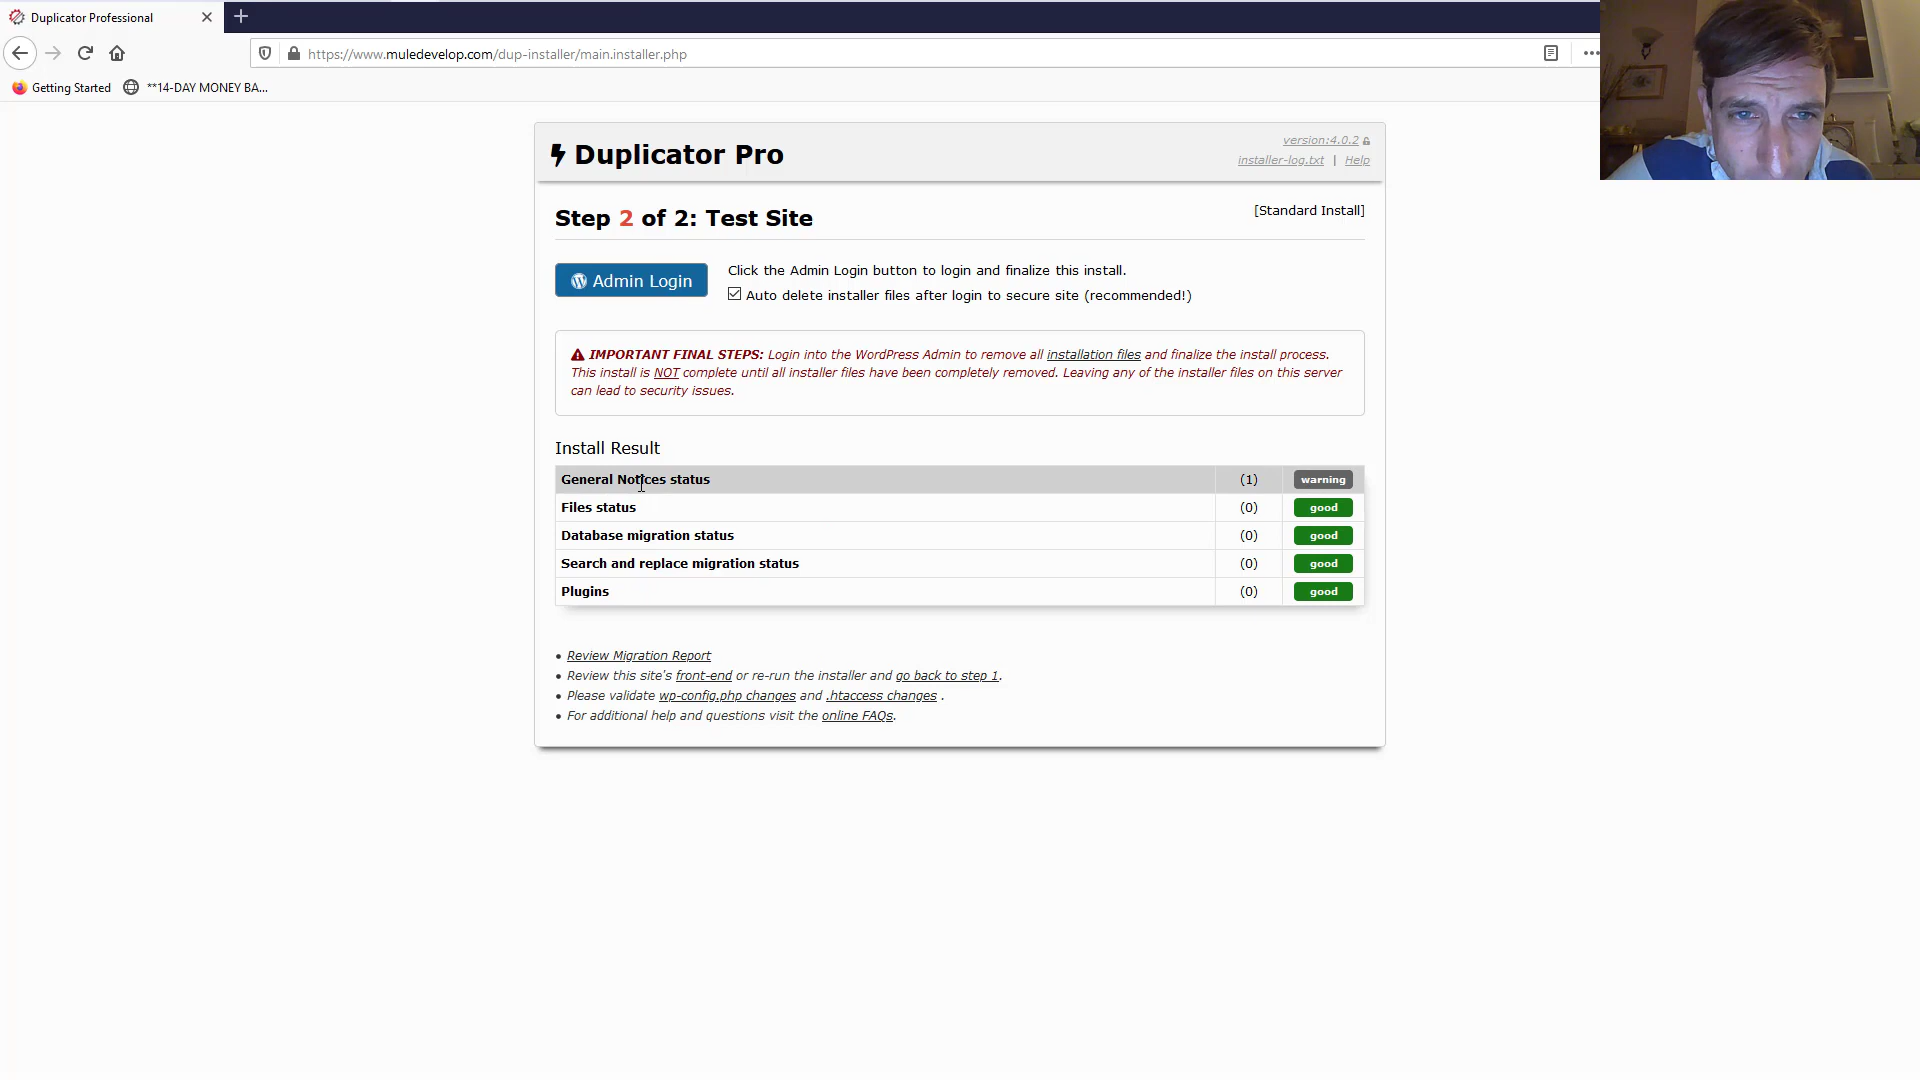 Duplicator Professional
https://www.muledevelop.com/dup-installer/main.installer.php
Getting Started
**14-DAY MONEY BA...
Duplicator Pro
version:4.0.2
installer-log.txt | Help
Step 2 of 2: Test Site
[Standard Install]
Admin Login
Click the Admin Login button to login and finalize this install.
Auto delete installer files after login to secure site (recommended!)
IMPORTANT FINAL STEPS: Login into the WordPress Admin to remove all installation files and finalize the install process.
This install is NOT complete until all installer files have been completely removed. Leaving any of the installer files on this server
can lead to security issues.
Install Result
General Notices status (1) warning
Files status (0) good
Database migration status (0) good
Search and replace migration status (0) good
Plugins (0) good
• Review Migration Report
• Review this site's front-end or re-run the installer and go back to step 1.
• Please validate wp-config.php changes and .htaccess changes .
• For additional help and questions visit the online FAQs.